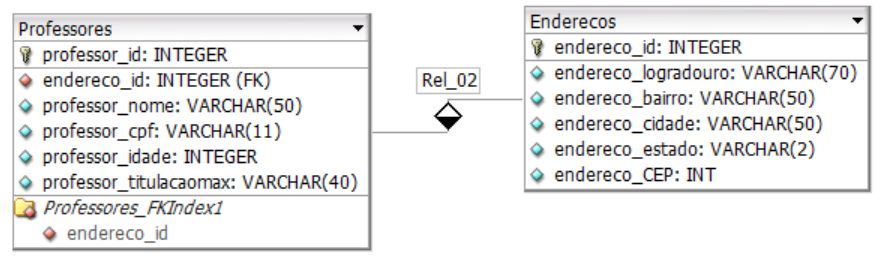 Professores
professor_id: INTEGER
endereco_id: INTEGER (FK)
professor_nome: VARCHAR(50)
professor_cpf: VARCHAR(11)
professor_idade: INTEGER
professor_titulacaomax: VARCHAR(40)
Professores_FKIndex1
endereco_id
Rel_02
Enderecos
endereco_id: INTEGER
endereco_logradouro: VARCHAR(70)
endereco_bairro: VARCHAR(50)
endereco_cidade: VARCHAR(50)
endereco_estado: VARCHAR(2)
endereco_CEP: INT